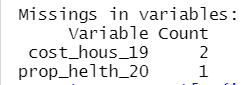 Missings in variables:
Variable Count
cost_hous_19 2
prop_helth_20 1